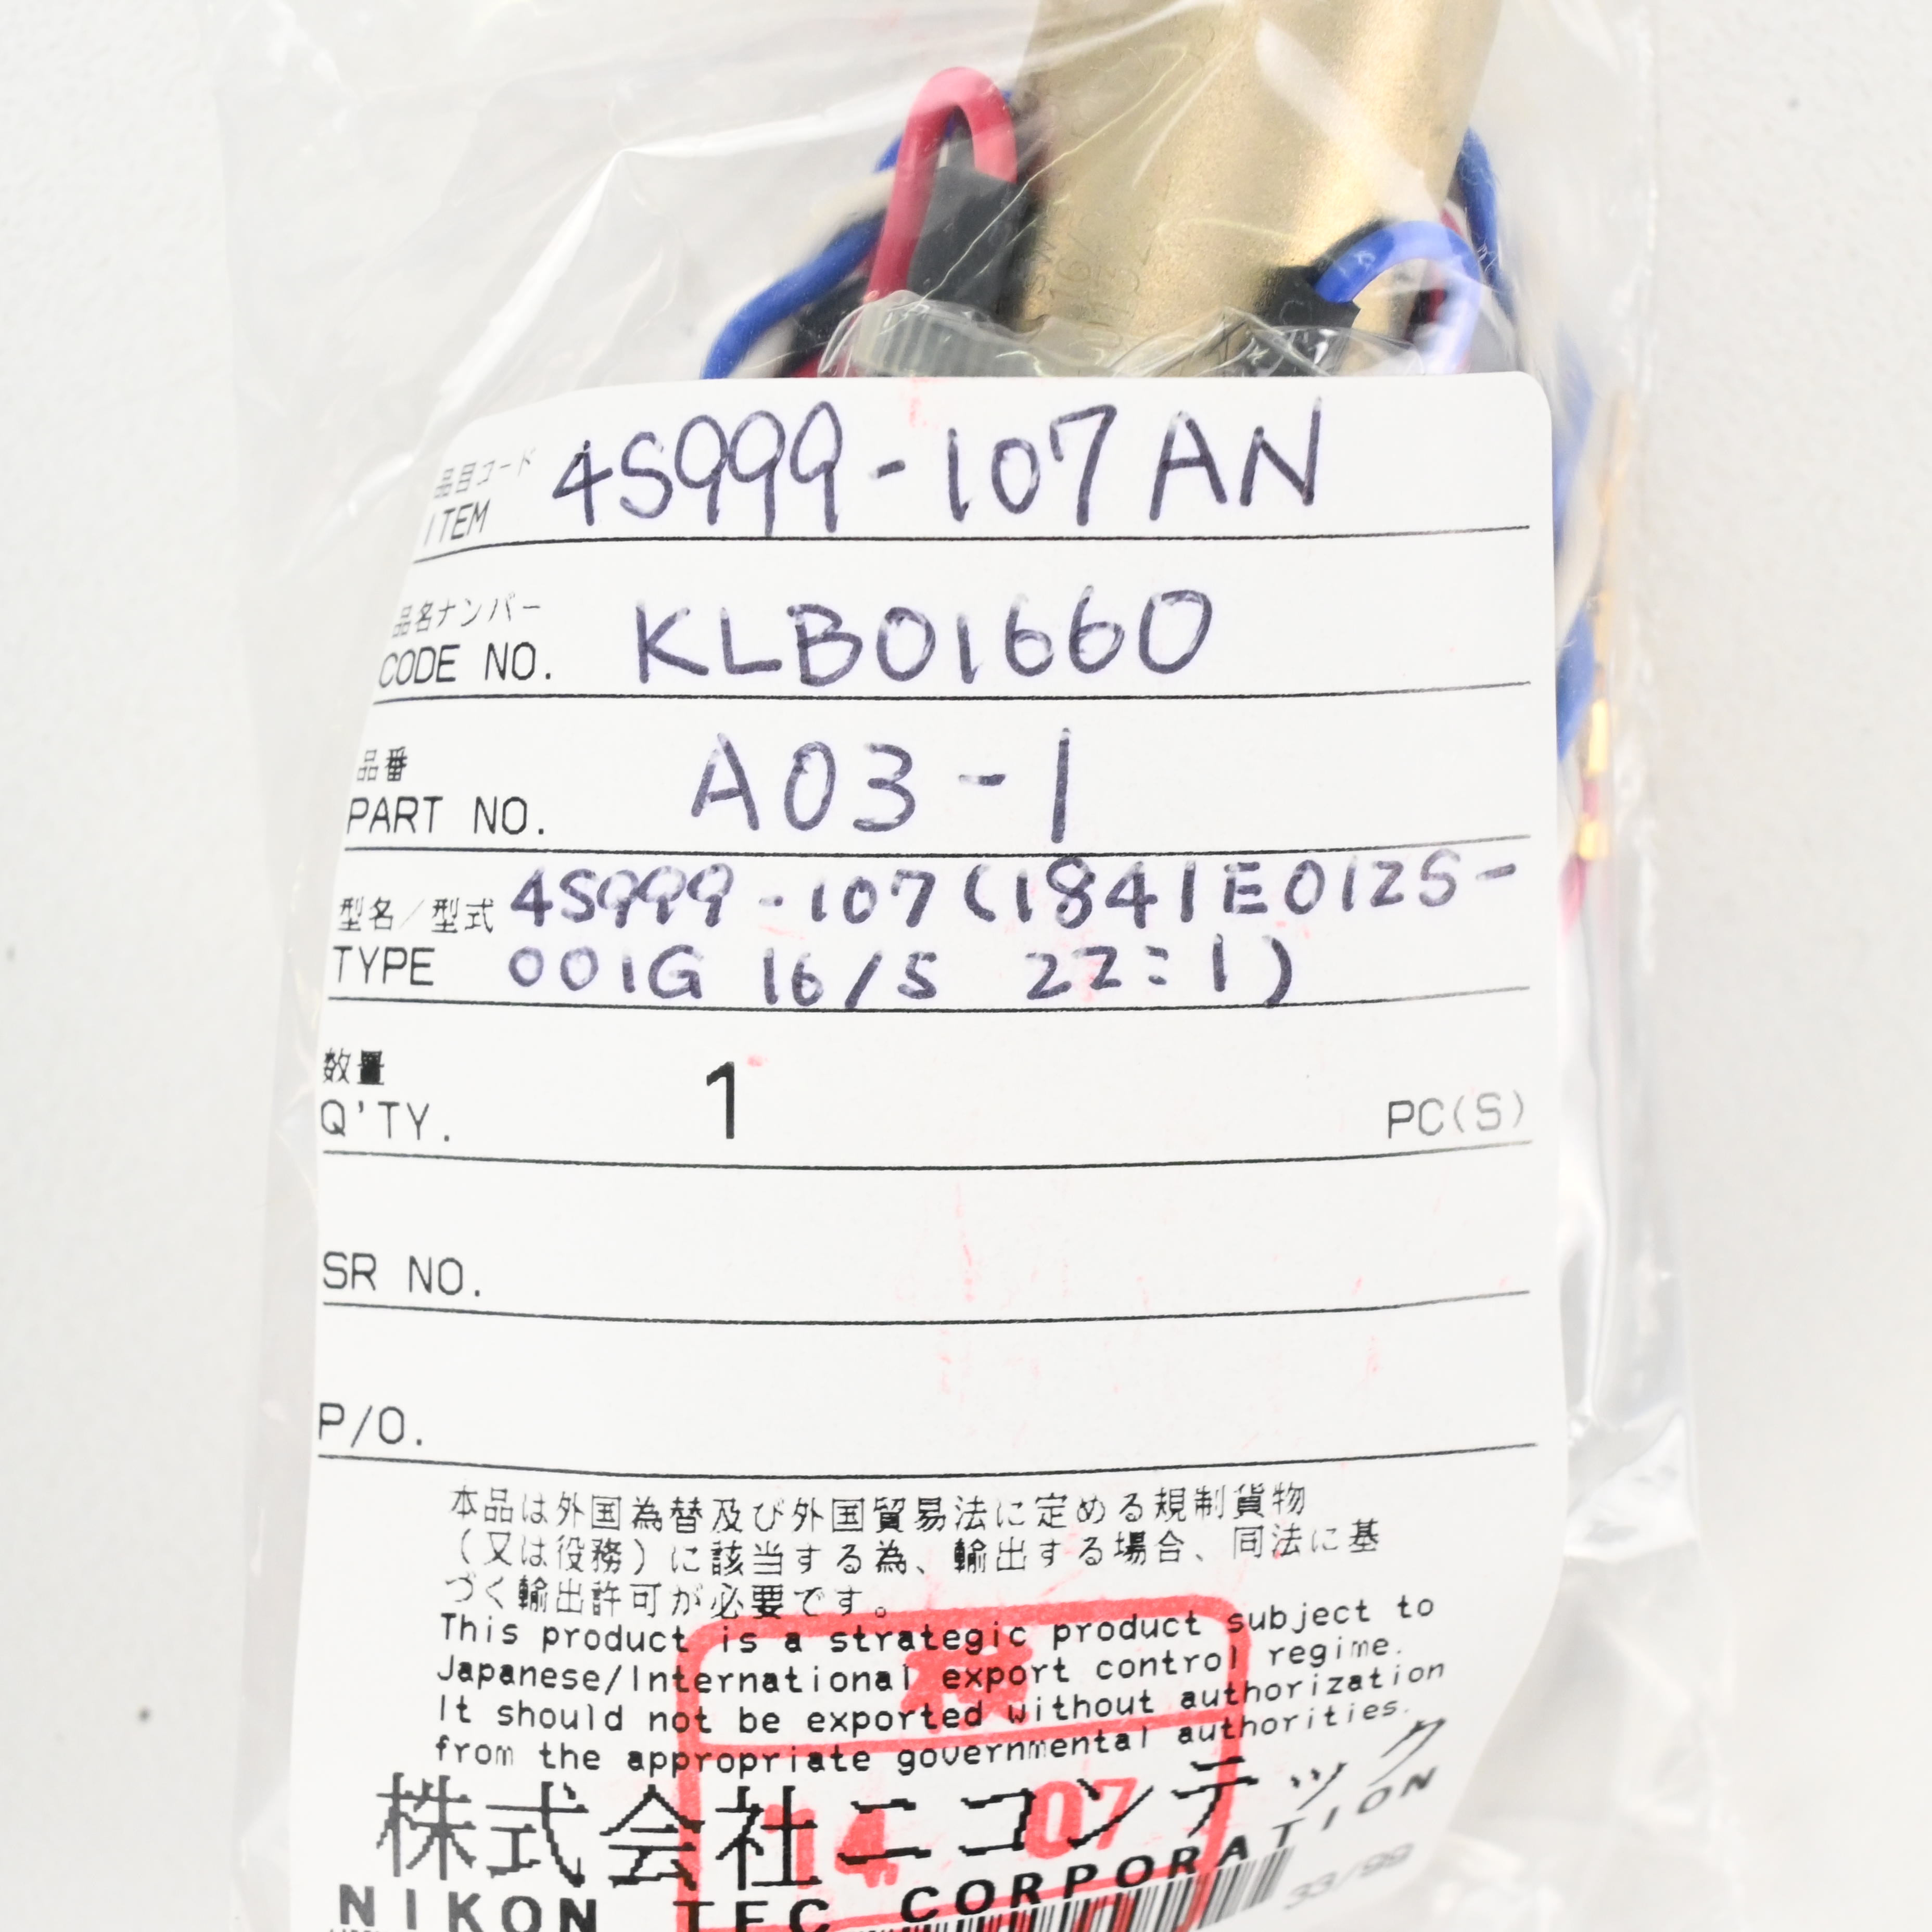 品目コード
ITEM 4S999-107AN
品名ナンバー
CODE NO. KLB01660
品番
PART NO. A03-1
型名/型式 4S999-107(1841E012S-
TYPE 001G 16/5 22:1)
数量
Q'TY. 1 PC(S)
SR NO.
P/O.
本品は外国為替及び外国貿易法に定める規制貨物
(又は役務)に該当する為、輸出する場合、同法に基
づく輸出許可が必要です。
This product is a strategic product subject to
Japanese/International export control regime.
It should not be exported without authorization
from the appropriate governmental authorities.
株式会社ニコンテック
14 07
NIKON TEC CORPORATION
33/99